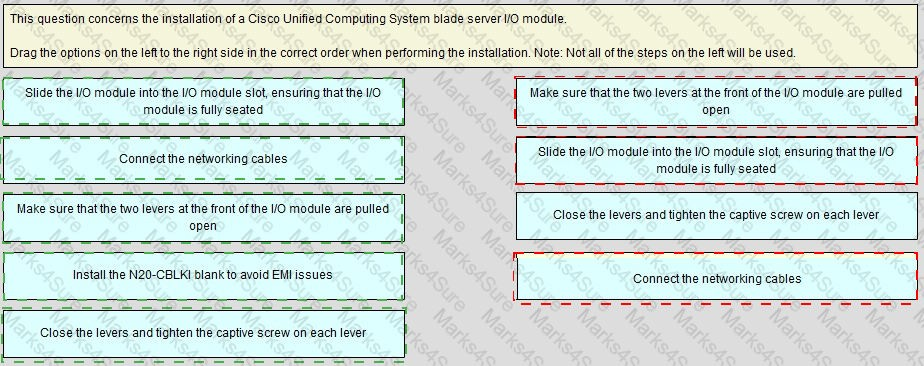 This question concerns the installation of a Cisco Unified Computing System blade server I/O module.
Drag the options on the left to the right side in the correct order when performing the installation. Note: Not all of the steps on the left will be used.
Slide the I/O module into the I/O module slot, ensuring that the I/O
module is fully seated
Connect the networking cables
Make sure that the two levers at the front of the I/O module are pulled
open
Install the N20-CBLKI blank to avoid EMI issues
Close the levers and tighten the captive screw on each lever
Make sure that the two levers at the front of the I/O module are pulled
open
Slide the I/O module into the I/O module slot, ensuring that the I/O
module is fully seated
Close the levers and tighten the captive screw on each lever
Connect the networking cables
Marks4Sure